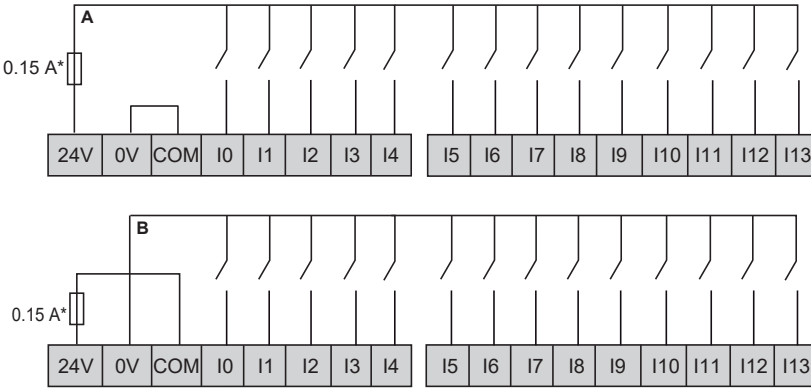 A
0.15 A*
24V 0V COM I0 I1 I2 I3 I4 I5 I6 I7 I8 I9 I10 I11 I12 I13
B
0.15 A*
24V 0V COM I0 I1 I2 I3 I4 I5 I6 I7 I8 I9 I10 I11 I12 I13